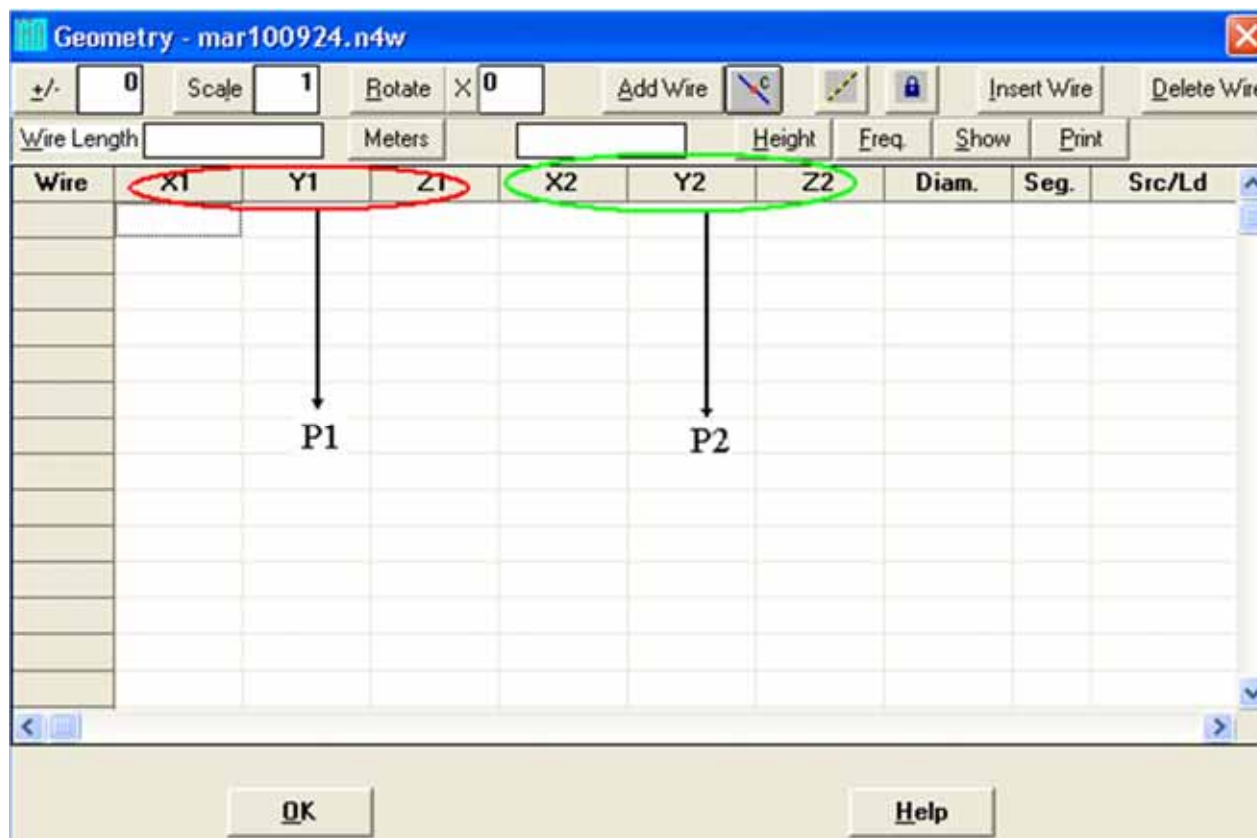 Geometry - mar100924.n4w
+/- 0 Scale 1 Rotate X 0 Add Wire C Insert Wire Delete Wire
Wire Length Meters Height Freq. Show Print
Wire X1 Y1 Z1 X2 Y2 Z2 Diam. Seg. Src/Ld
P1 P2
OK Help